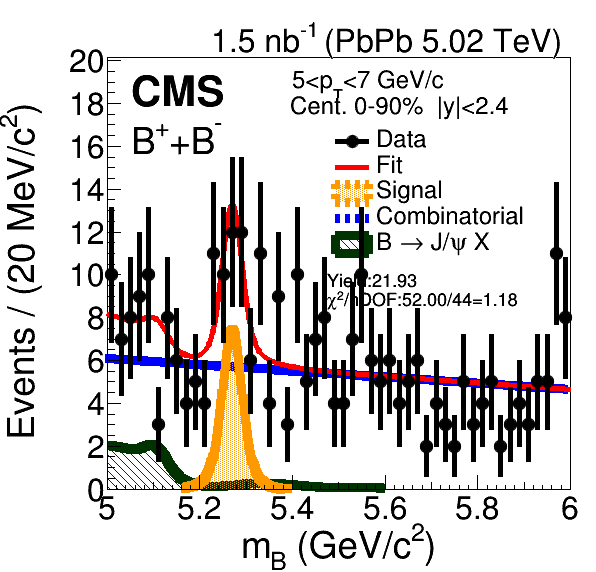 1.5 nb⁻¹ (PbPb 5.02 TeV)
CMS
B⁺+B⁻
5<p_T<7 GeV/c
Cent. 0-90% |y|<2.4
Data
Fit
Signal
Combinatorial
B → J/ψ X
Yield:21.93
χ²/nDOF:52.00/44=1.18
Events / (20 MeV/c²)
20
18
16
14
12
10
8
6
4
2
0
5 5.2 5.4 5.6 5.8 6
m_B (GeV/c²)